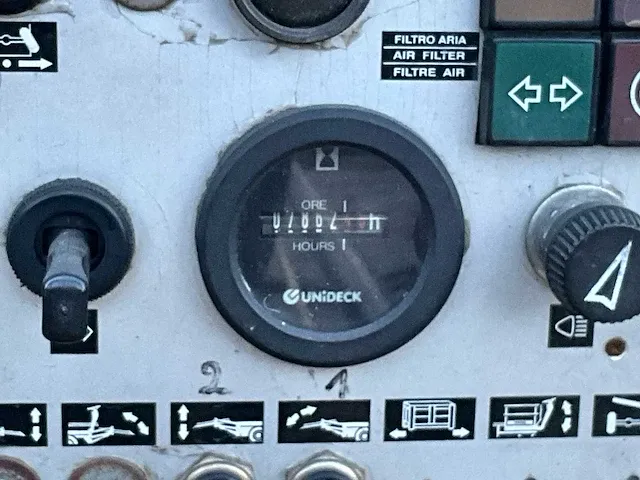 FILTRO ARIA
AIR FILTER
FILTRE AIR
ORE
h
HOURS
UNiDECK
2
1